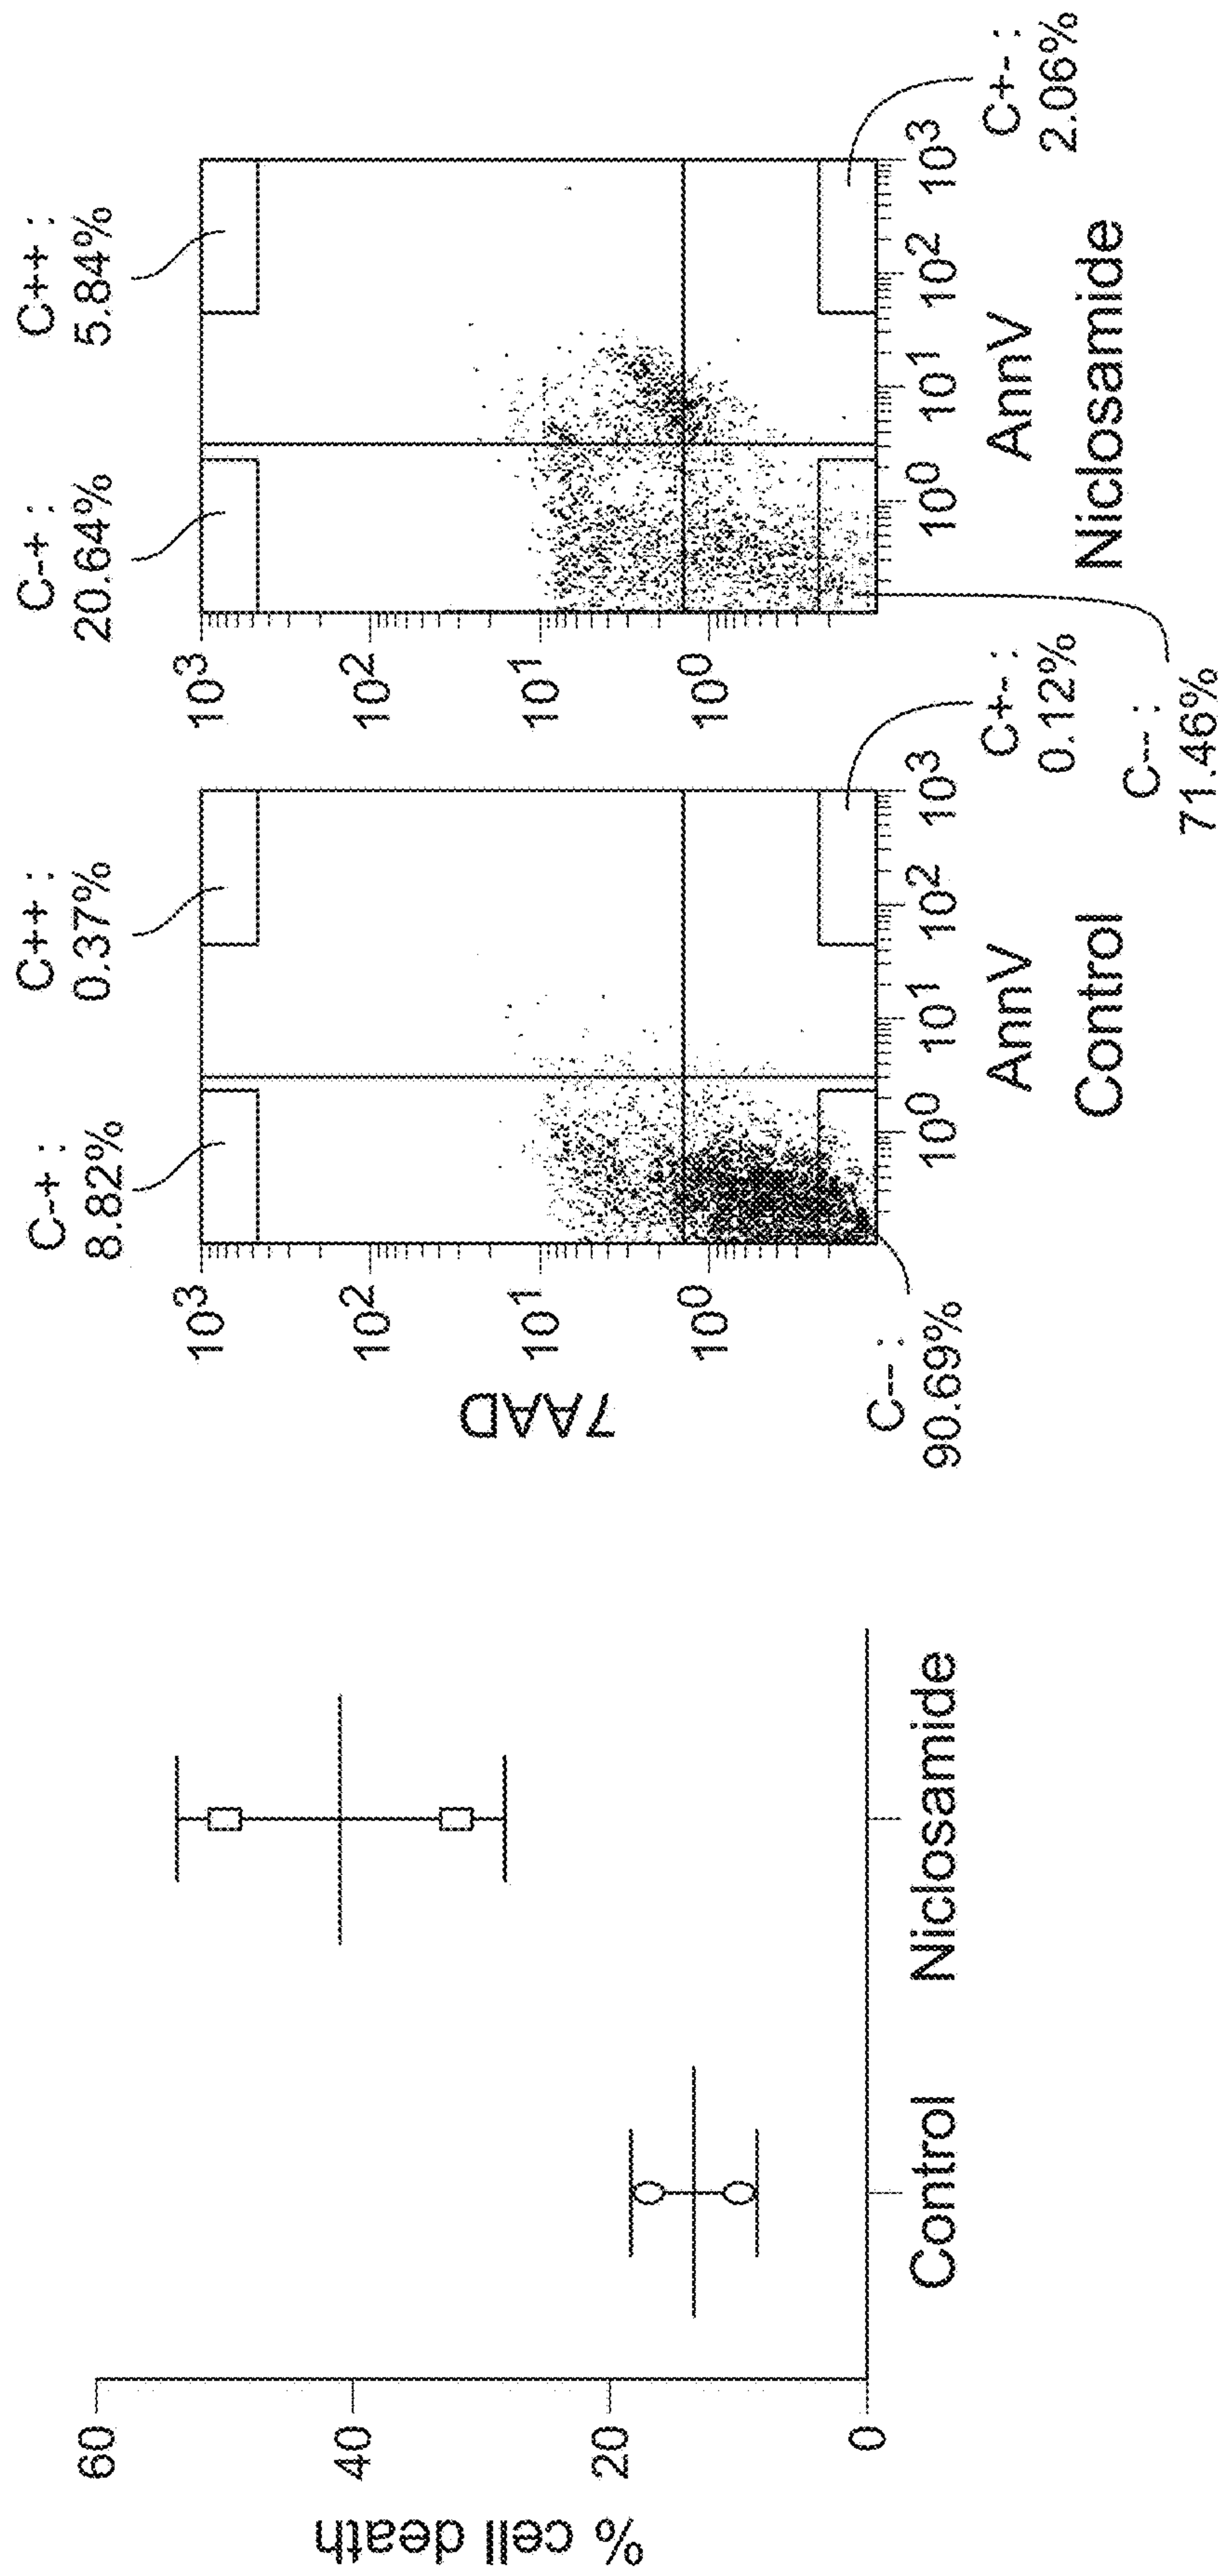 60
40
20
0
% cell death
Control
Niclosamide
C-+ :
8.82%
C++ :
0.37%
10³
10²
10¹
10⁰
7AAD
C-- :
90.69%
10⁰
10¹
10²
10³
AnnV
Control
C+- :
0.12%
C-+ :
20.64%
C++ :
5.84%
10³
10²
10¹
10⁰
10⁰
10¹
10²
10³
AnnV
Niclosamide
C+- :
2.06%
C-- :
71.46%